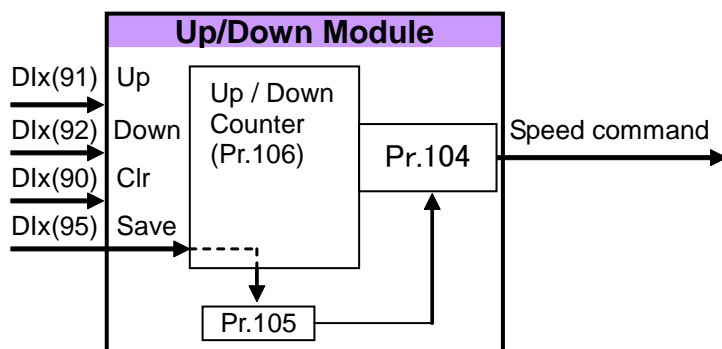 Up/Down Module
DIx(91) Up
DIx(92) Down
DIx(90) Clr
DIx(95) Save
Up / Down
Counter
(Pr.106)
Pr.104
Speed command
Pr.105